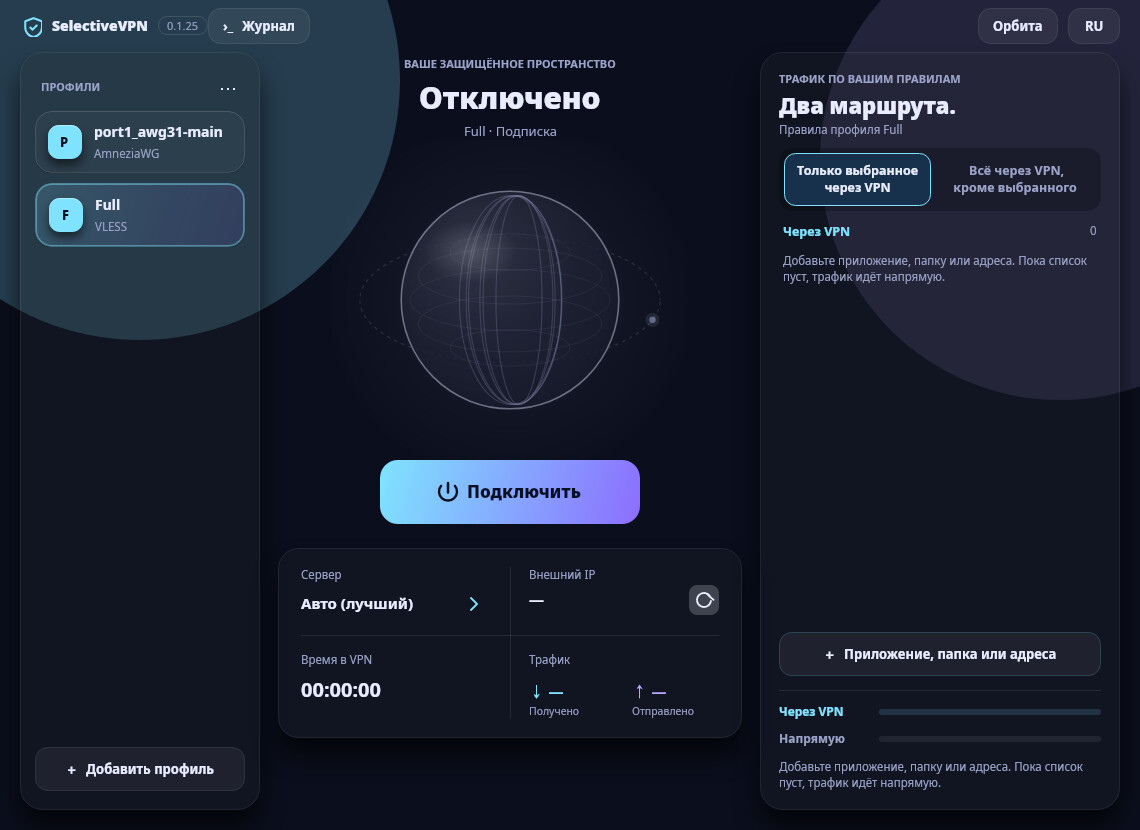 SelectiveVPN
0.1.25
›_ Журнал
Орбита
RU
ПРОФИЛИ
...
P
port1_awg31-main
AmneziaWG
F
Full
VLESS
+ Добавить профиль
ВАШЕ ЗАЩИЩЁННОЕ ПРОСТРАНСТВО
Отключено
Full · Подписка
Подключить
Сервер
Авто (лучший)
Внешний IP
—
Время в VPN
00:00:00
Трафик
↓ —
Получено
↑ —
Отправлено
ТРАФИК ПО ВАШИМ ПРАВИЛАМ
Два маршрута.
Правила профиля Full
Только выбранное
через VPN
Всё через VPN,
кроме выбранного
Через VPN
0
Добавьте приложение, папку или адреса. Пока список
пуст, трафик идёт напрямую.
+ Приложение, папка или адреса
Через VPN
Напрямую
Добавьте приложение, папку или адреса. Пока список
пуст, трафик идёт напрямую.